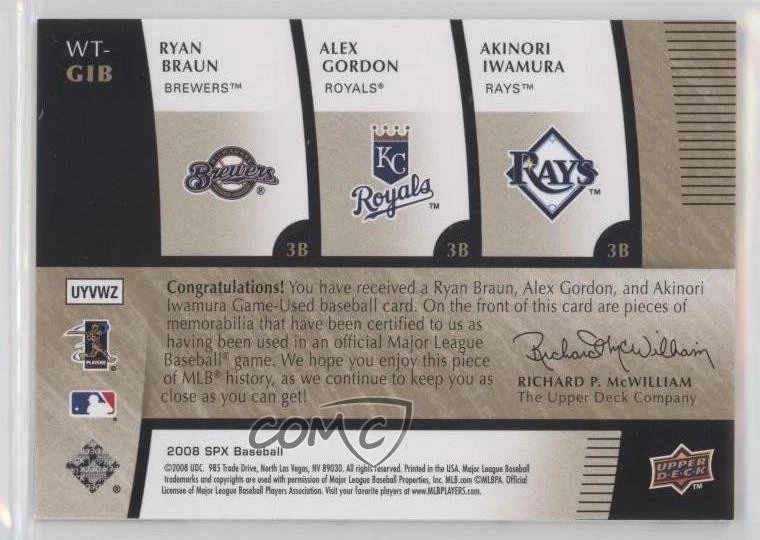 WT-
GIB
RYAN
BRAUN
BREWERS™
ALEX
GORDON
ROYALS®
AKINORI
IWAMURA
RAYS™
Brewers
®
KC
Royals
™
RAYS
™
3B
3B
3B
UYVWZ
Congratulations! You have received a Ryan Braun, Alex Gordon, and Akinori
Iwamura Game-Used baseball card. On the front of this card are pieces of
memorabilia that have been certified to us as
having been used in an official Major League
Baseball® game. We hope you enjoy this piece
of MLB® history, as we continue to keep you as
close as you can get!
Richard McWilliam
RICHARD P. McWILLIAM
The Upper Deck Company
PLAYERS
COMC
2008 SPX Baseball
©2008 UDC. 985 Trade Drive, North Las Vegas, NV 89030. All rights reserved. Printed in the USA. Major League Baseball
trademarks and copyrights are used with permission of Major League Baseball Properties, Inc. MLB.com ©MLBPA. Official
Licensee of Major League Baseball Players Association. Visit your favorite players at www.MLBPLAYERS.com.
UPPER
DECK
™